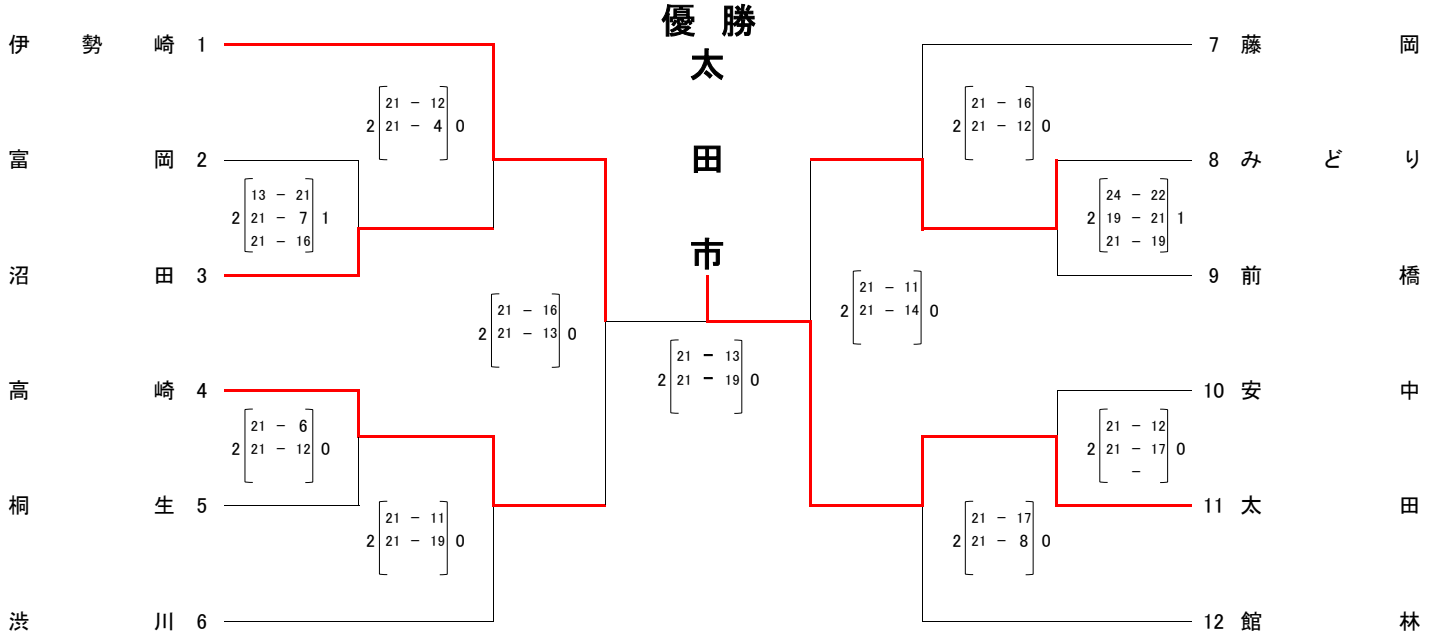 優勝
太田市
伊勢崎 1
2 [21 - 12
21 - 4] 0
富岡 2
2 [13 - 21
21 - 7
21 - 16] 1
沼田 3
2 [21 - 16
21 - 13] 0
高崎 4
2 [21 - 6
21 - 12] 0
桐生 5
2 [21 - 11
21 - 19] 0
渋川 6
2 [21 - 13
21 - 19] 0
7 藤岡
2 [21 - 16
21 - 12] 0
8 みどり
2 [24 - 22
19 - 21
21 - 19] 1
9 前橋
2 [21 - 11
21 - 14] 0
10 安中
2 [21 - 12
21 - 17
-] 0
11 太田
2 [21 - 17
21 - 8] 0
12 館林